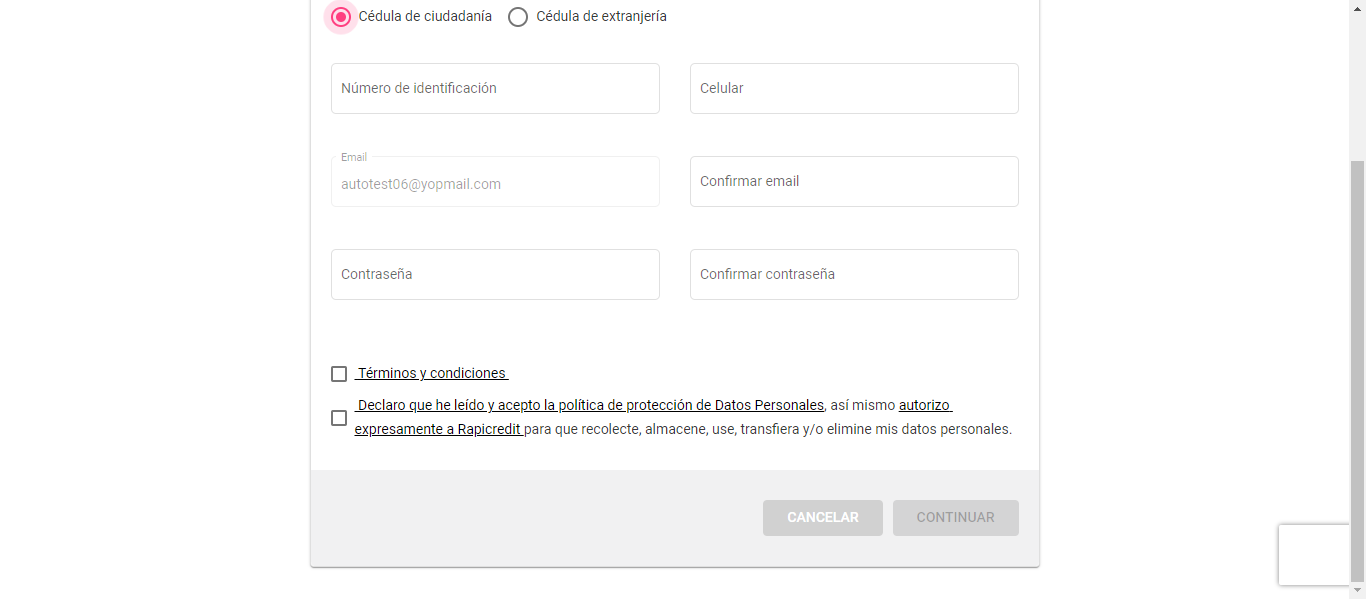 Cédula de ciudadanía Cédula de extranjería
Número de identificación Celular
Email
autotest06@yopmail.com Confirmar email
Contraseña Confirmar contraseña
Términos y condiciones
Declaro que he leído y acepto la política de protección de Datos Personales, así mismo autorizo
expresamente a Rapicredit para que recolecte, almacene, use, transfiera y/o elimine mis datos personales.
CANCELAR CONTINUAR